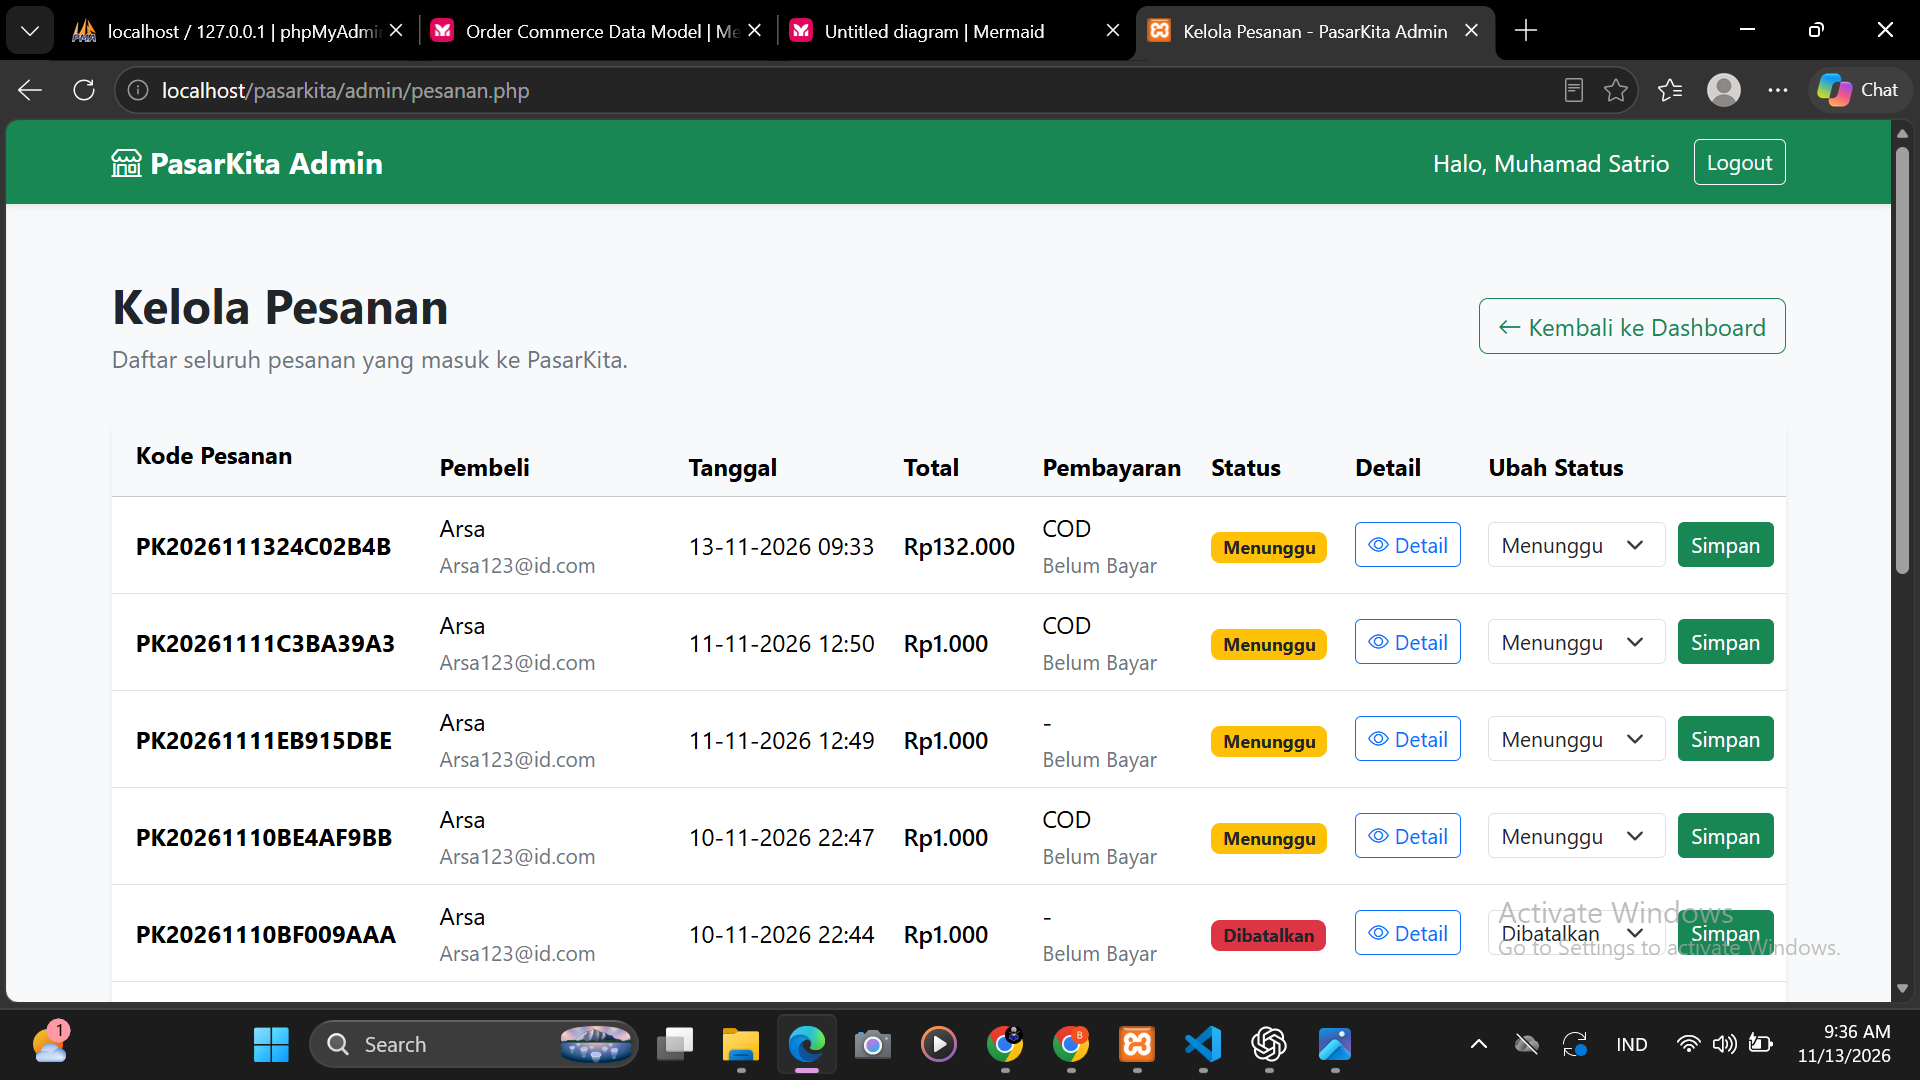 localhost / 127.0.0.1 | phpMyAdmi
Order Commerce Data Model | Me
Untitled diagram | Mermaid
Kelola Pesanan - PasarKita Admin
localhost/pasarkita/admin/pesanan.php
Chat
PasarKita Admin
Halo, Muhamad Satrio
Logout
Kelola Pesanan
← Kembali ke Dashboard
Daftar seluruh pesanan yang masuk ke PasarKita.
Kode Pesanan Pembeli Tanggal Total Pembayaran Status Detail Ubah Status
PK2026111324C02B4B Arsa 13-11-2026 09:33 Rp132.000 COD Menunggu Detail Menunggu Simpan
Arsa123@id.com Belum Bayar
PK20261111C3BA39A3 Arsa 11-11-2026 12:50 Rp1.000 COD Menunggu Detail Menunggu Simpan
Arsa123@id.com Belum Bayar
PK20261111EB915DBE Arsa 11-11-2026 12:49 Rp1.000 - Menunggu Detail Menunggu Simpan
Arsa123@id.com Belum Bayar
PK20261110BE4AF9BB Arsa 10-11-2026 22:47 Rp1.000 COD Menunggu Detail Menunggu Simpan
Arsa123@id.com Belum Bayar
PK20261110BF009AAA Arsa 10-11-2026 22:44 Rp1.000 - Dibatalkan Detail Dibatalkan Simpan
Arsa123@id.com Belum Bayar
Activate Windows
Go to Settings to activate Windows.
1
Search
IND
9:36 AM
11/13/2026